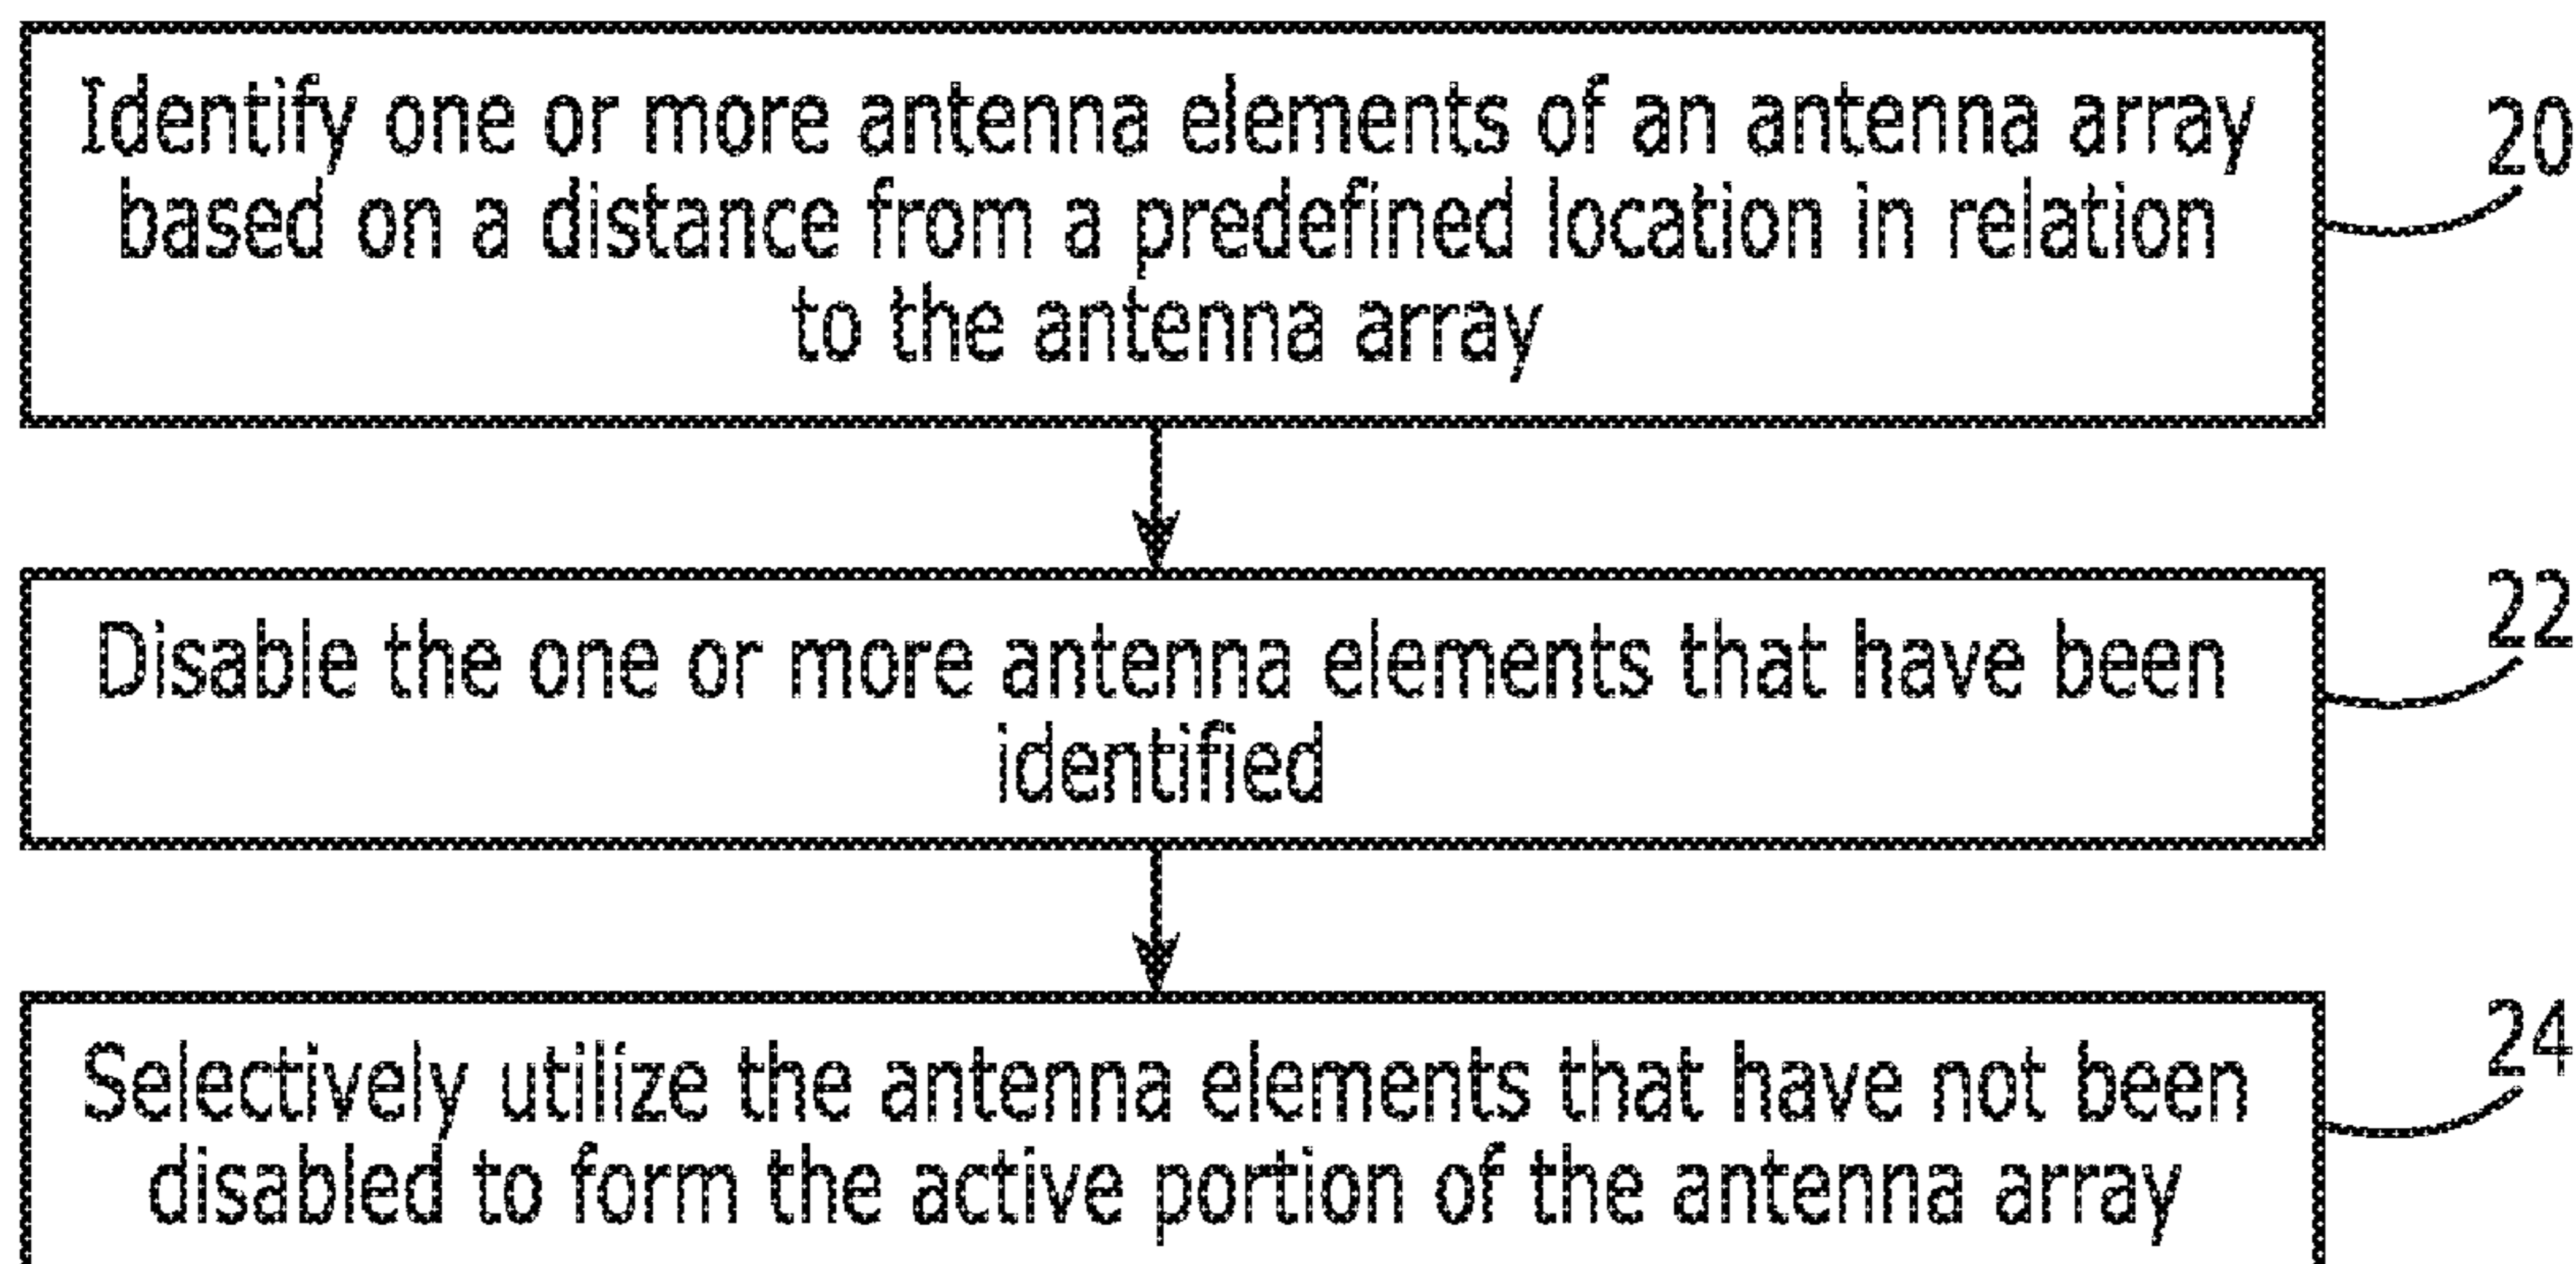 Identify one or more antenna elements of an antenna array
based on a distance from a predefined location in relation
to the antenna array
20
Disable the one or more antenna elements that have been
identified
22
Selectively utilize the antenna elements that have not been
disabled to form the active portion of the antenna array
24